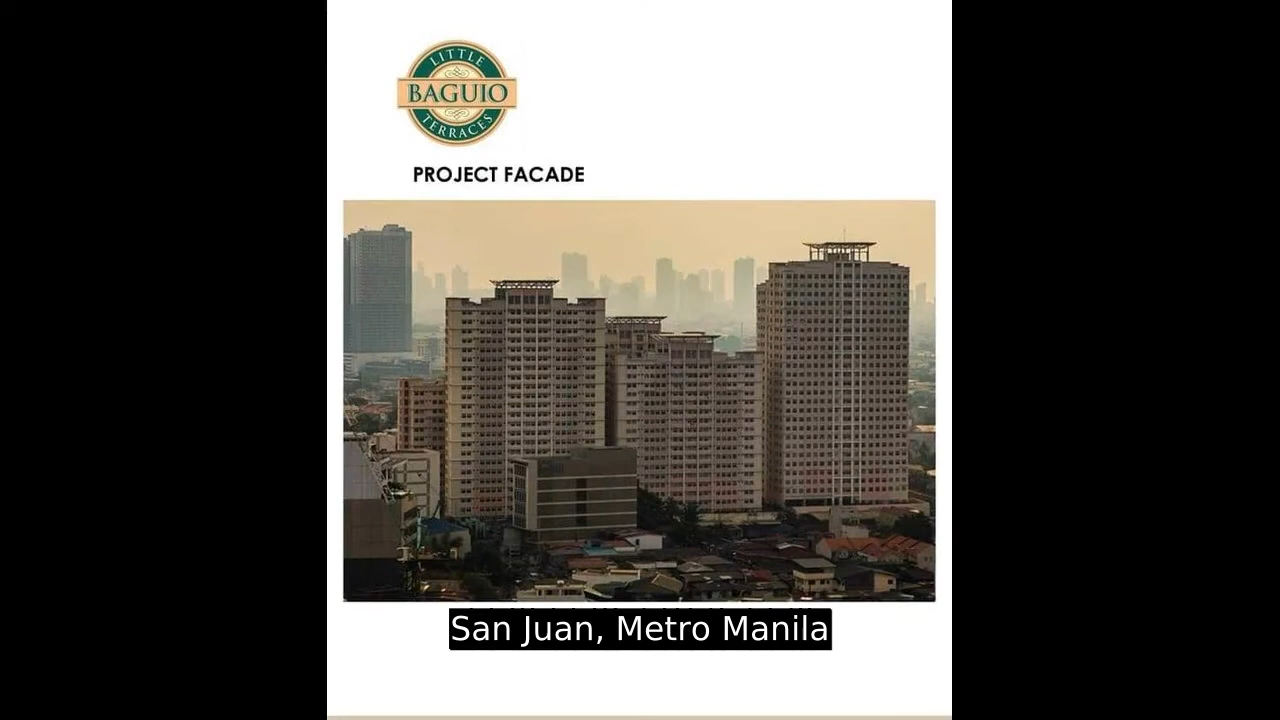 LITTLE
BAGUIO
TERRACES
PROJECT FACADE
San Juan, Metro Manila